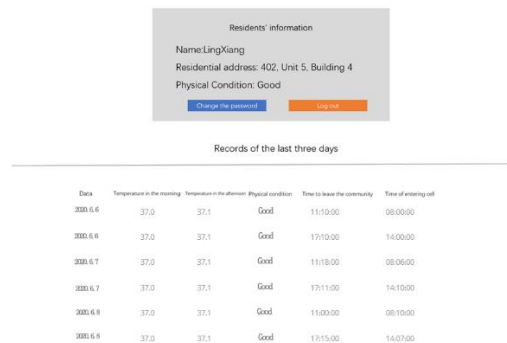 Residents' information
Name:LingXiang
Residential address: 402, Unit 5, Building 4
Physical Condition: Good
Change the password Log out
Records of the last three days
Data Temperature in the morning Temperature in the afternoon Physical condition Time to leave the community Time of entering cell
2020.6.6 37.0 37.1 Good 11:10:00 08:00:00
2020.6.6 37.0 37.1 Good 17:10:00 14:00:00
2020.6.7 37.0 37.1 Good 11:18:00 08:06:00
2020.6.7 37.0 37.1 Good 17:11:00 14:10:00
2020.6.8 37.0 37.1 Good 11:00:00 08:10:00
2020.6.8 37.0 37.1 Good 17:15:00 14:07:00